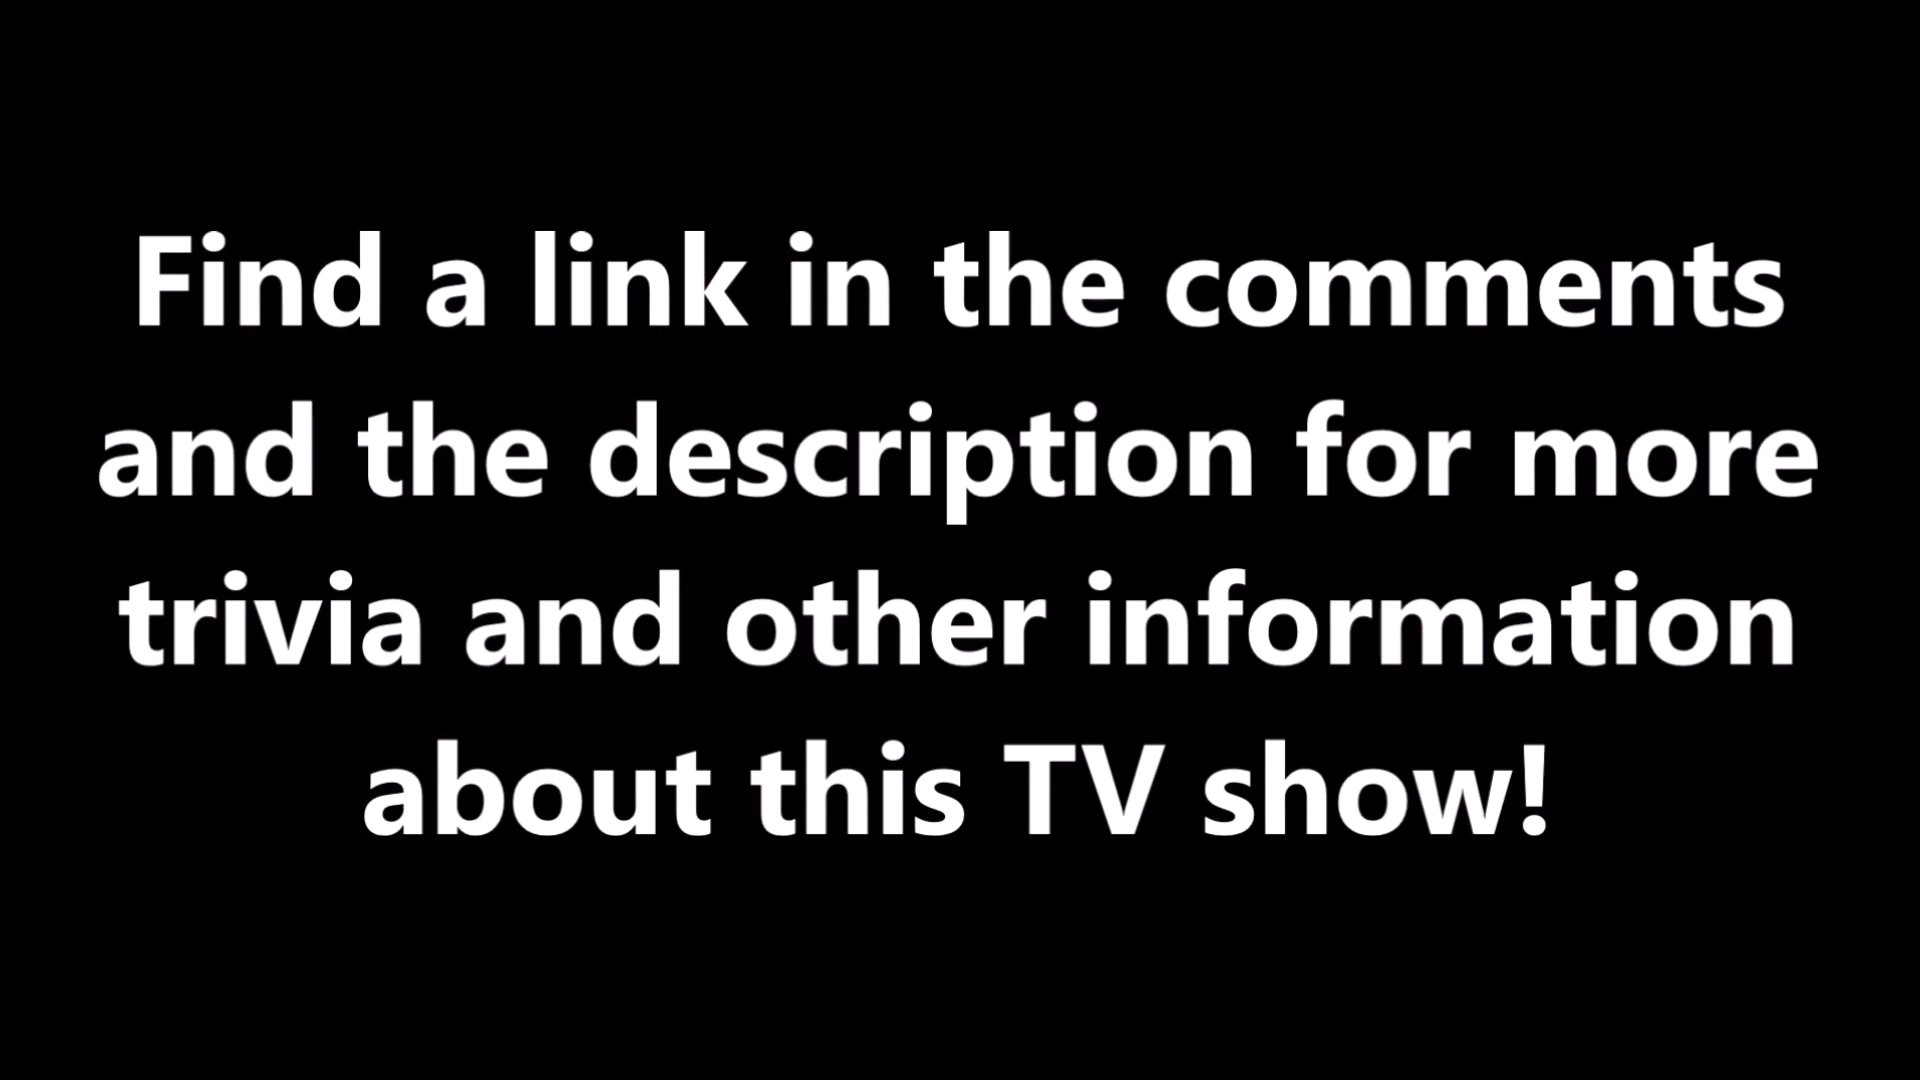 Find a link in the comments
and the description for more
trivia and other information
about this TV show!